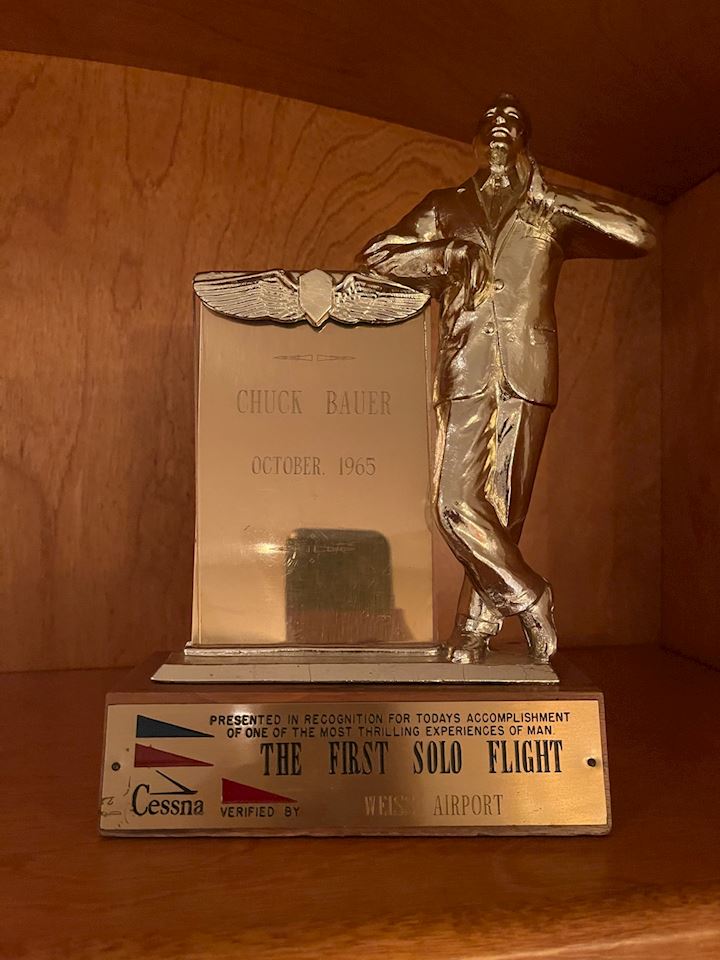 CHUCK BAUER
OCTOBER. 1965
PRESENTED IN RECOGNITION FOR TODAYS ACCOMPLISHMENT
OF ONE OF THE MOST THRILLING EXPERIENCES OF MAN.
THE FIRST SOLO FLIGHT
Cessna
VERIFIED BY
WEISS AIRPORT